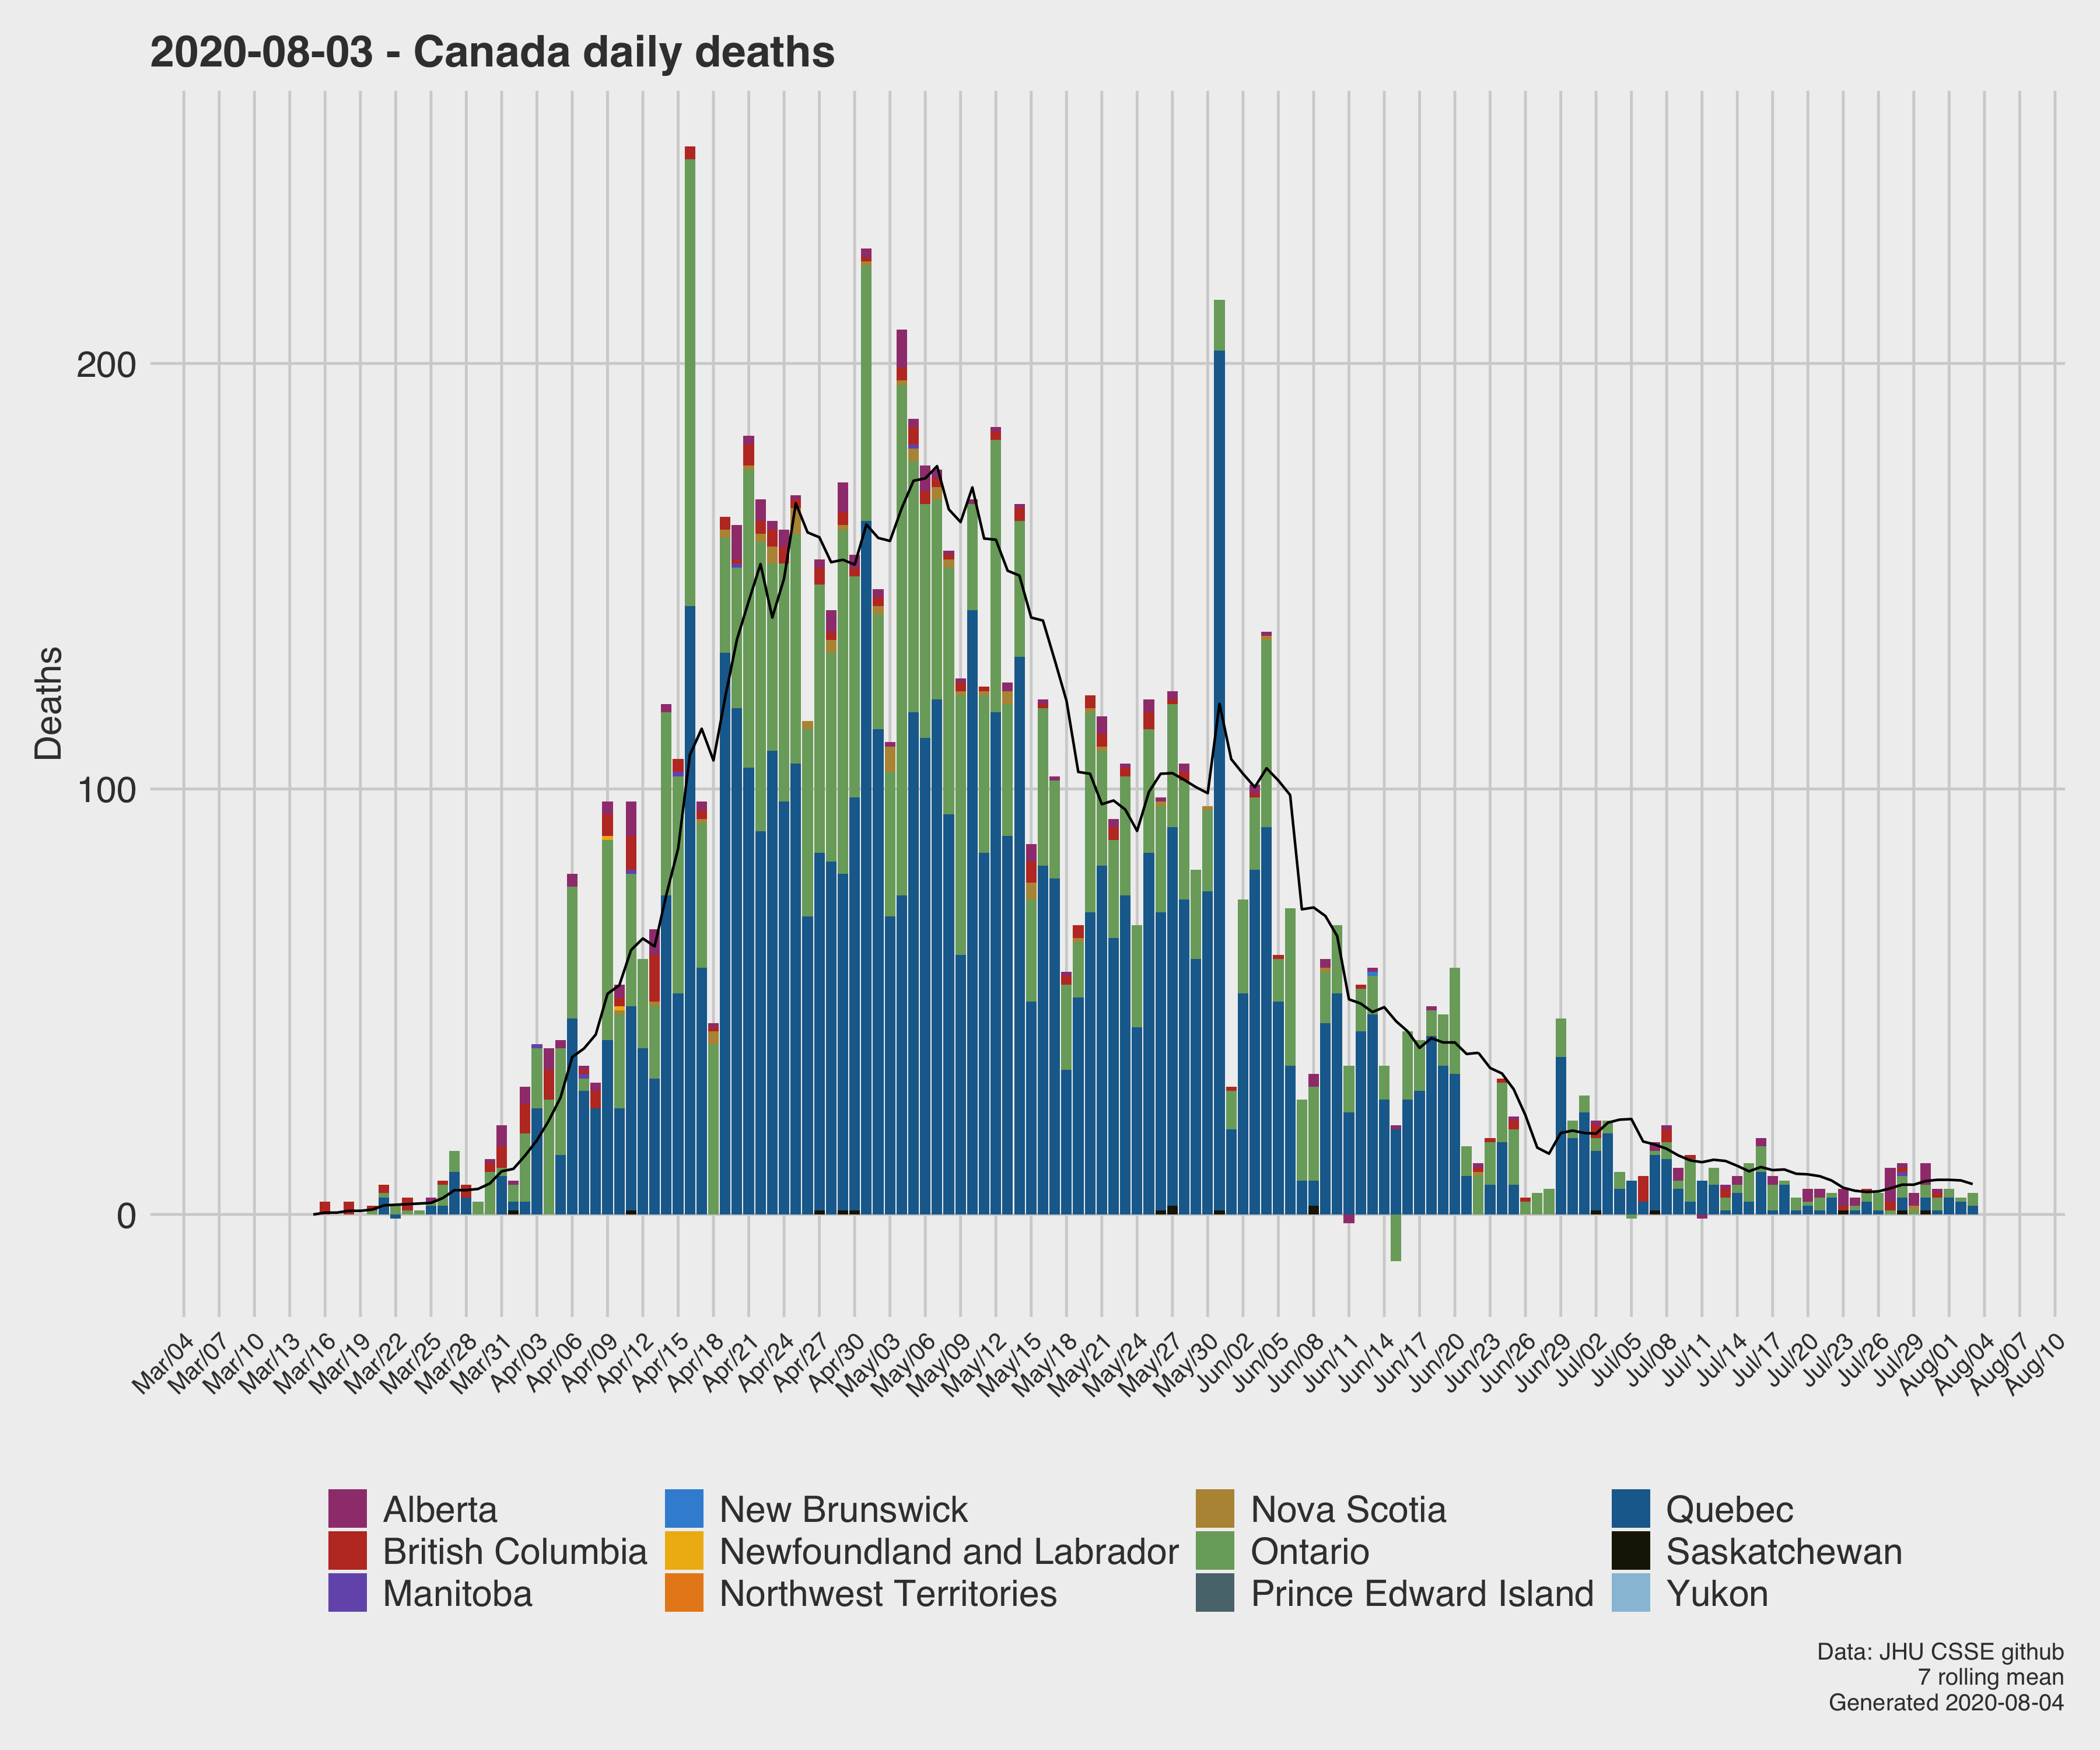 2020-08-03 - Canada daily deaths
Deaths
200
100
0
Mar/04 Mar/07 Mar/10 Mar/13 Mar/16 Mar/19 Mar/22 Mar/25 Mar/28 Mar/31 Apr/03 Apr/06 Apr/09 Apr/12 Apr/15 Apr/18 Apr/21 Apr/24 Apr/27 Apr/30 May/03 May/06 May/09 May/12 May/15 May/18 May/21 May/24 May/27 May/30 Jun/02 Jun/05 Jun/08 Jun/11 Jun/14 Jun/17 Jun/20 Jun/23 Jun/26 Jun/29 Jul/02 Jul/05 Jul/08 Jul/11 Jul/14 Jul/17 Jul/20 Jul/23 Jul/26 Jul/29 Aug/01 Aug/04 Aug/07 Aug/10
Alberta New Brunswick Nova Scotia Quebec
British Columbia Newfoundland and Labrador Ontario Saskatchewan
Manitoba Northwest Territories Prince Edward Island Yukon
Data: JHU CSSE github
7 rolling mean
Generated 2020-08-04